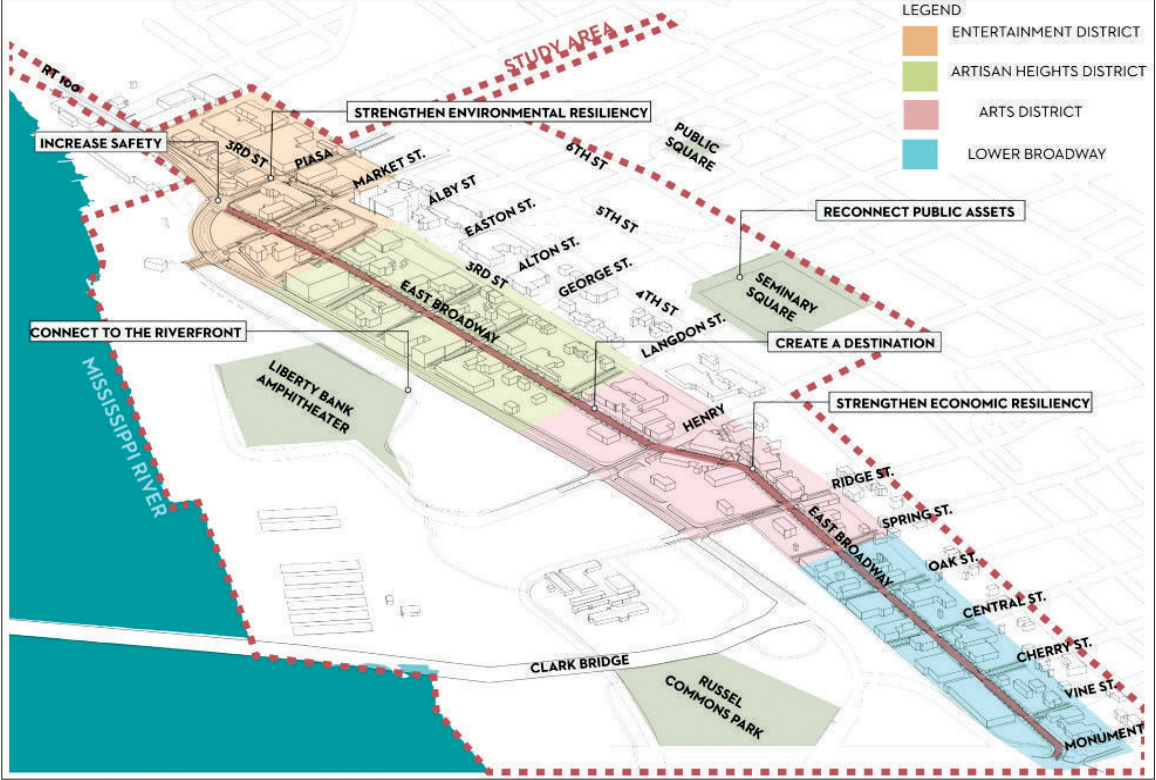 LEGEND
ENTERTAINMENT DISTRICT
ARTISAN HEIGHTS DISTRICT
ARTS DISTRICT
LOWER BROADWAY
STUDY AREA
RT 100
STRENGTHEN ENVIRONMENTAL RESILIENCY
INCREASE SAFETY
3RD ST
PIASA
MARKET ST.
ALBY ST
EASTON ST.
ALTON ST.
GEORGE ST.
LANGDON ST.
3RD ST
4TH ST
5TH ST
6TH ST
PUBLIC
SQUARE
RECONNECT PUBLIC ASSETS
SEMINARY
SQUARE
EAST BROADWAY
CONNECT TO THE RIVERFRONT
CREATE A DESTINATION
LIBERTY BANK
AMPHITHEATER
MISSISSIPPI RIVER
STRENGTHEN ECONOMIC RESILIENCY
HENRY
RIDGE ST.
SPRING ST.
EAST BROADWAY
OAK ST.
CENTRAL ST.
CHERRY ST.
VINE ST.
MONUMENT
CLARK BRIDGE
RUSSEL
COMMONS PARK